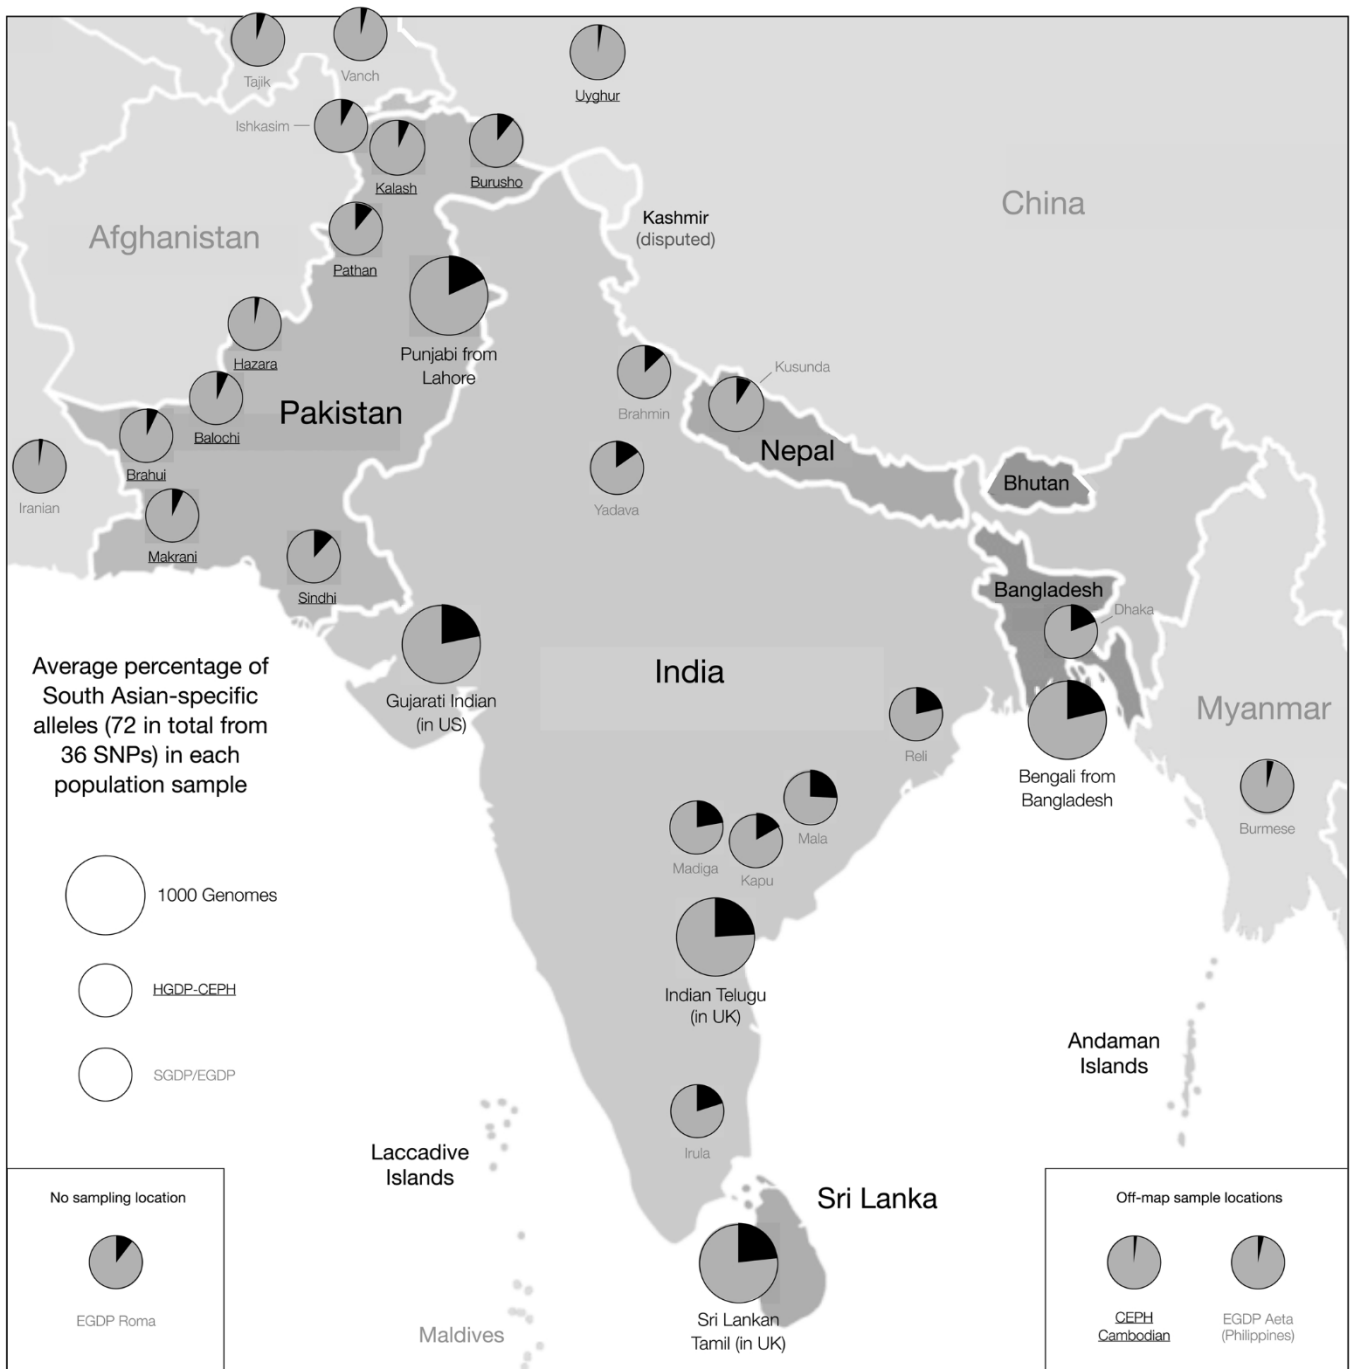 Tajik
Vanch
Uyghur
Ishkasim
Kalash
Burusho
China
Kashmir
(disputed)
Afghanistan
Pathan
Hazara
Punjabi from
Lahore
Kusunda
Brahmin
Pakistan
Balochi
Nepal
Brahui
Bhutan
Iranian
Yadava
Makrani
Sindhi
Bangladesh
Dhaka
Average percentage of
South Asian-specific
alleles (72 in total from
36 SNPs) in each
population sample
India
Gujarati Indian
(in US)
Myanmar
Reli
Bengali from
Bangladesh
Burmese
Mala
Madiga
Kapu
1000 Genomes
HGDP-CEPH
SGDP/EGDP
Indian Telugu
(in UK)
Andaman
Islands
Irula
Laccadive
Islands
Sri Lanka
No sampling location
EGDP Roma
Off-map sample locations
CEPH
Cambodian
EGDP Aeta
(Philippines)
Sri Lankan
Tamil (in UK)
Maldives